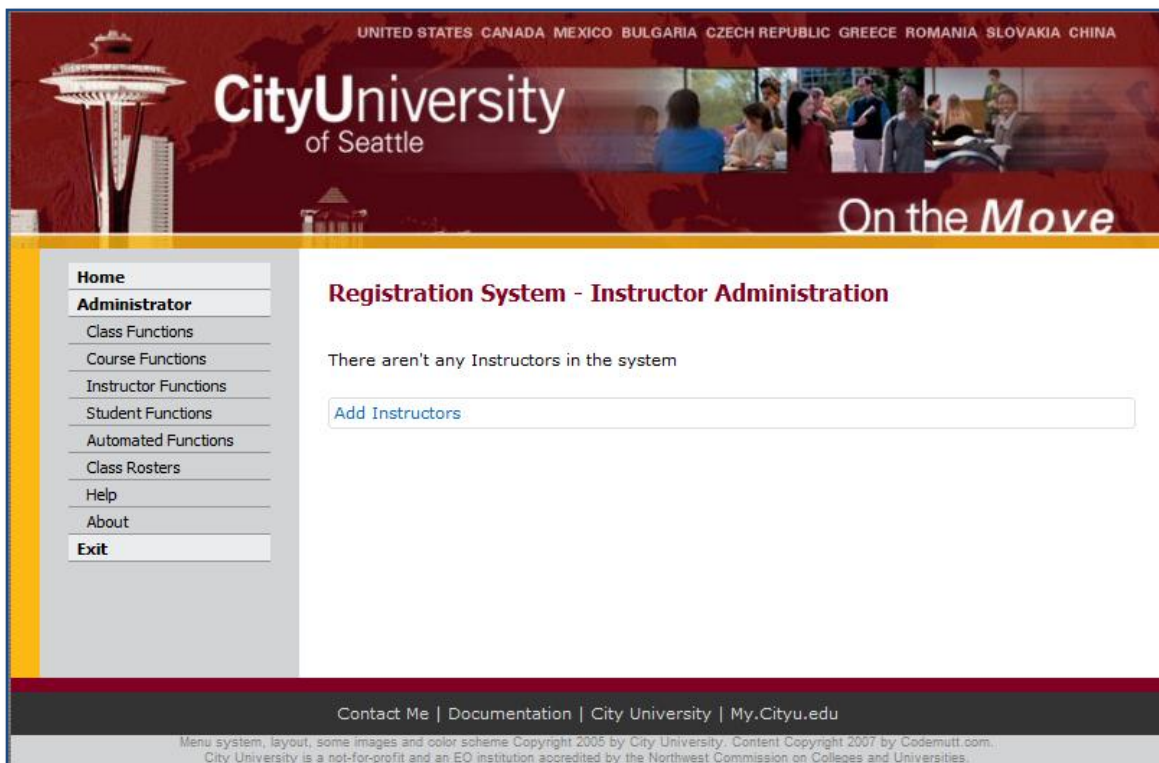 UNITED STATES CANADA MEXICO BULGARIA CZECH REPUBLIC GREECE ROMANIA SLOVAKIA CHINA
CityUniversity
of Seattle
On the Move
Home
Administrator
Class Functions
Course Functions
Instructor Functions
Student Functions
Automated Functions
Class Rosters
Help
About
Exit
Registration System - Instructor Administration
There aren't any Instructors in the system
Add Instructors
Contact Me | Documentation | City University | My.Cityu.edu
Menu system, layout, some images and color scheme Copyright 2005 by City University. Content Copyright 2007 by Codemutt.com.
City University is a not-for-profit and an EO institution accredited by the Northwest Commission on Colleges and Universities.